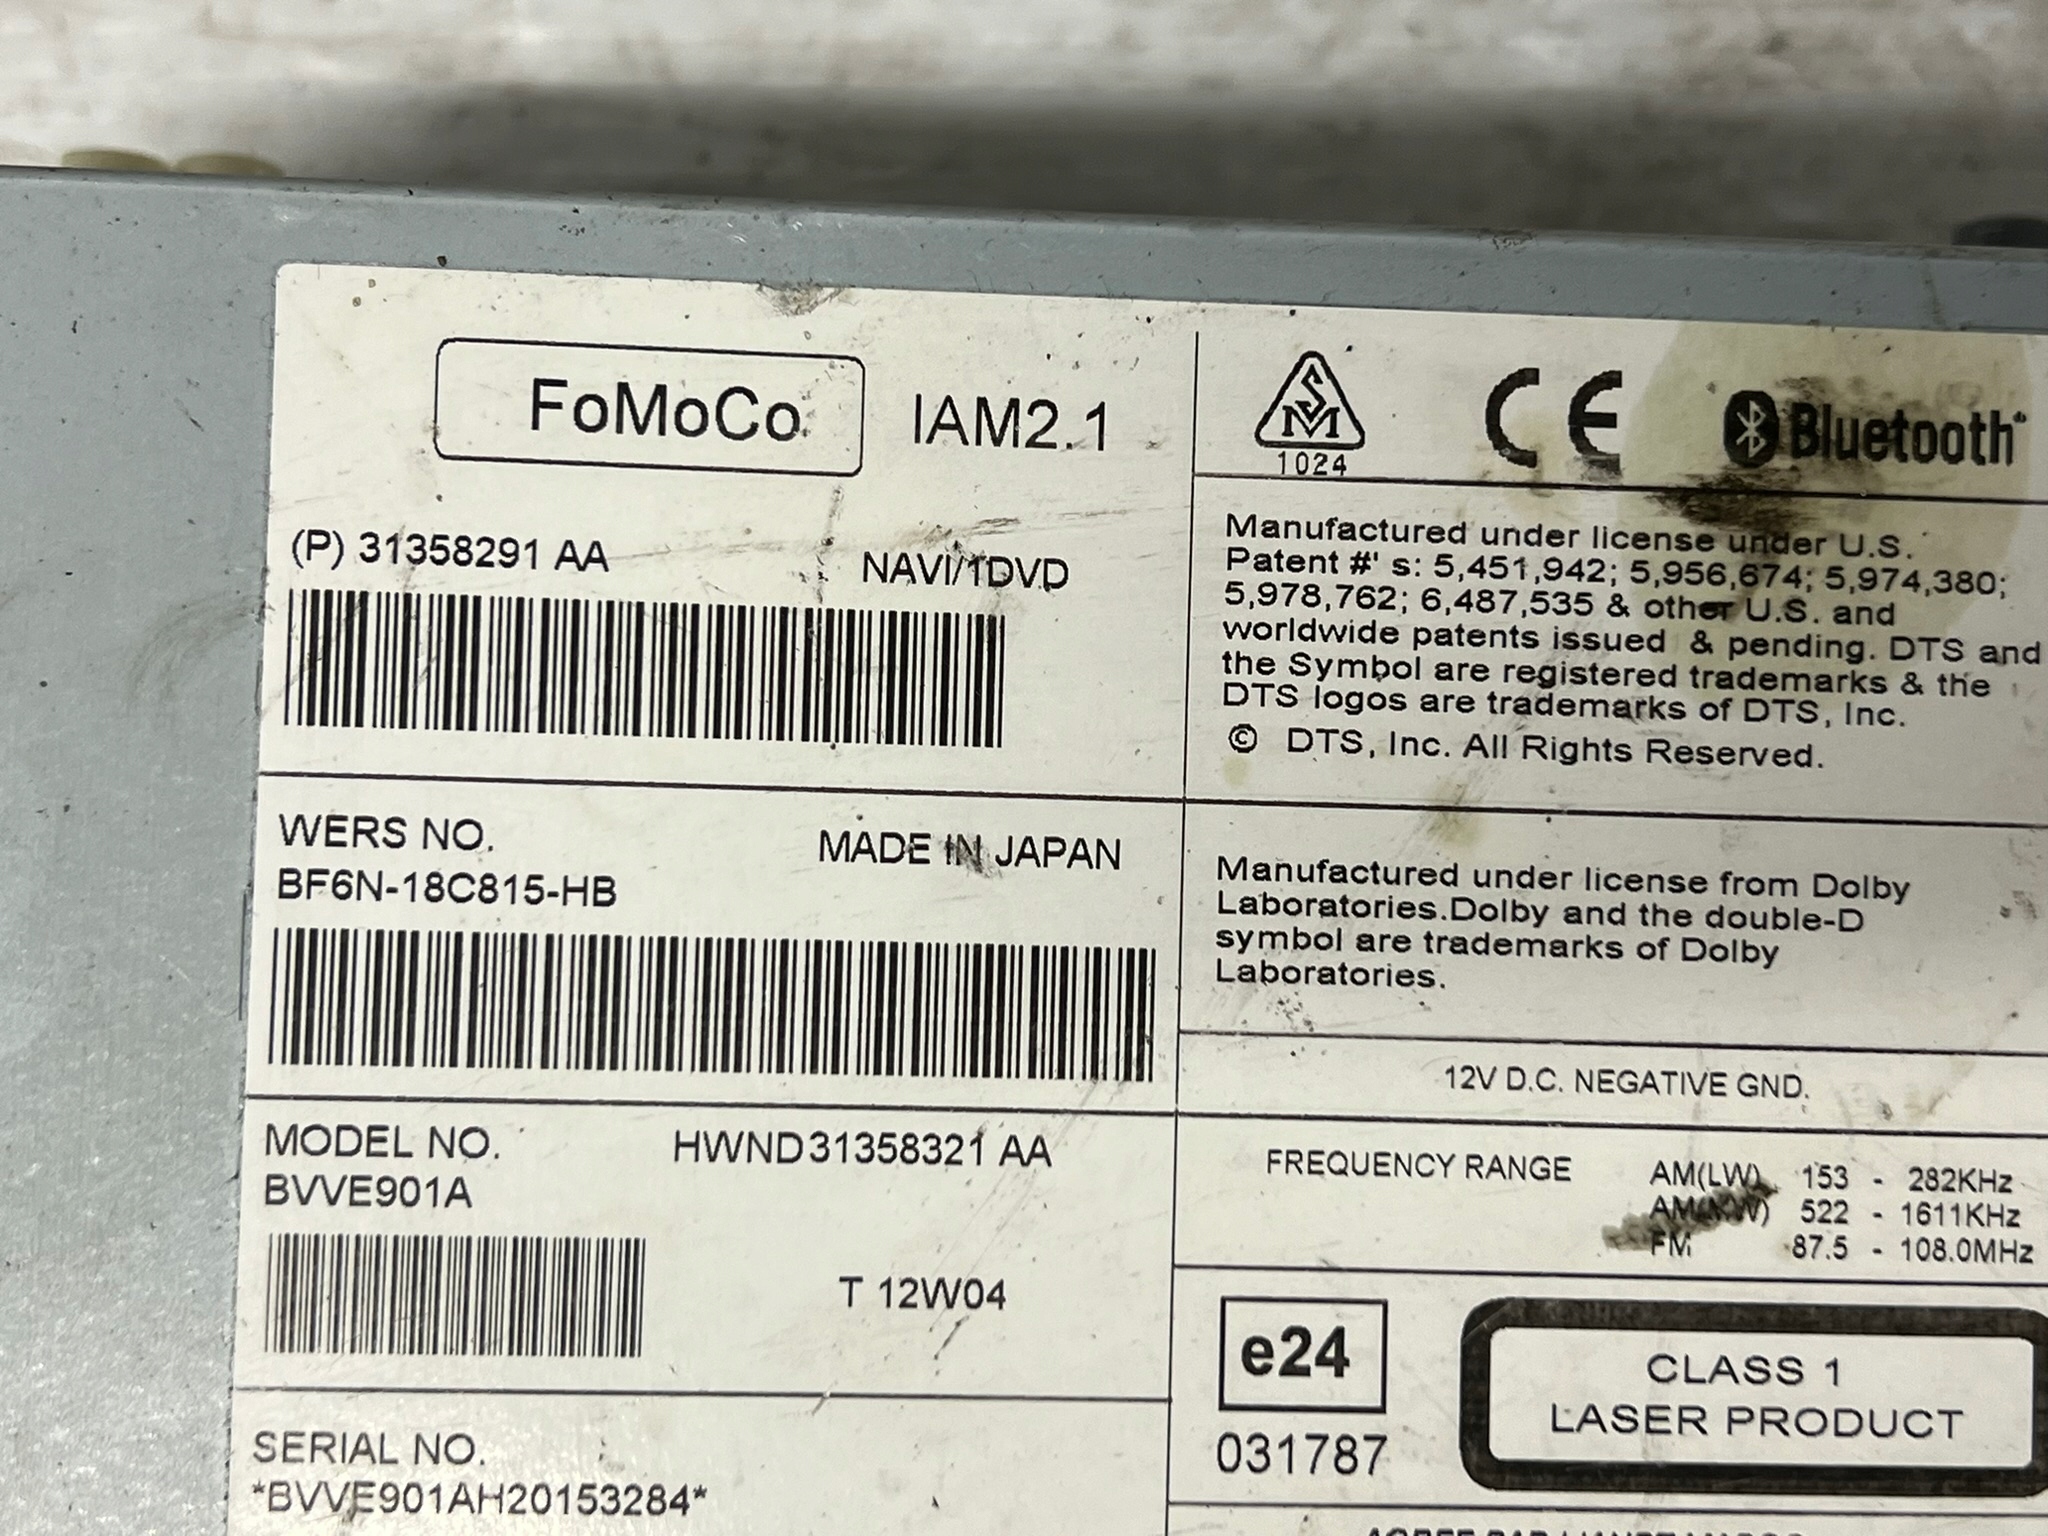 FoMoCo IAM2.1
(P) 31358291 AA NAVI/1DVD
WERS NO. MADE IN JAPAN
BF6N-18C815-HB
MODEL NO. HWND31358321 AA
BVVE901A
T 12W04
SERIAL NO.
*BVVE901AH20153284*
SM
1024
CE Bluetooth
Manufactured under license under U.S.
Patent #' s: 5,451,942; 5,956,674; 5,974,380;
5,978,762; 6,487,535 & other U.S. and
worldwide patents issued & pending. DTS and
the Symbol are registered trademarks & the
DTS logos are trademarks of DTS, Inc.
© DTS, Inc. All Rights Reserved.
Manufactured under license from Dolby
Laboratories.Dolby and the double-D
symbol are trademarks of Dolby
Laboratories.
12V D.C. NEGATIVE GND.
FREQUENCY RANGE AM(LW) 153 - 282KHz
522 - 1611KHz
FM 87.5 - 108.0MHz
e24
031787
CLASS 1
LASER PRODUCT